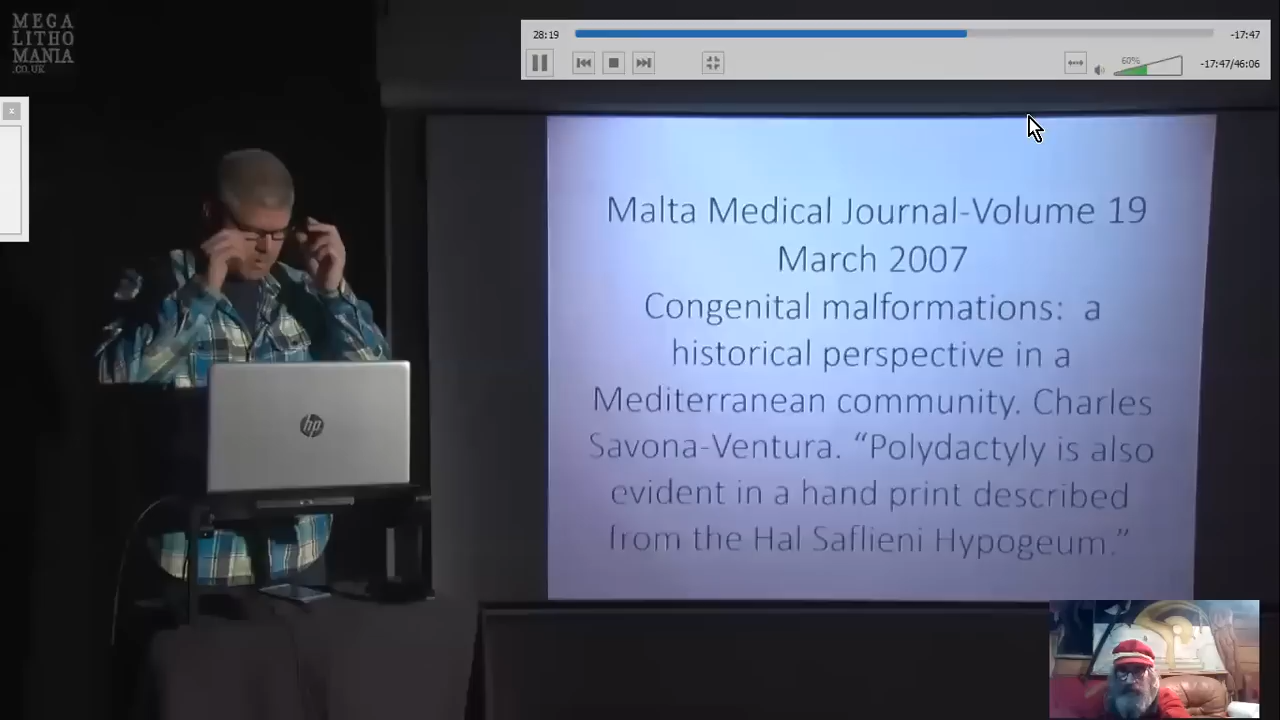 MEGA
LITHO
MANIA
.CO.UK
28:19
-17:47
60%
-17:47/46:06
x
Malta Medical Journal-Volume 19
March 2007
Congenital malformations: a
historical perspective in a
Mediterranean community. Charles
Savona-Ventura. “Polydactyly is also
evident in a hand print described
from the Hal Saflieni Hypogeum.”
hp